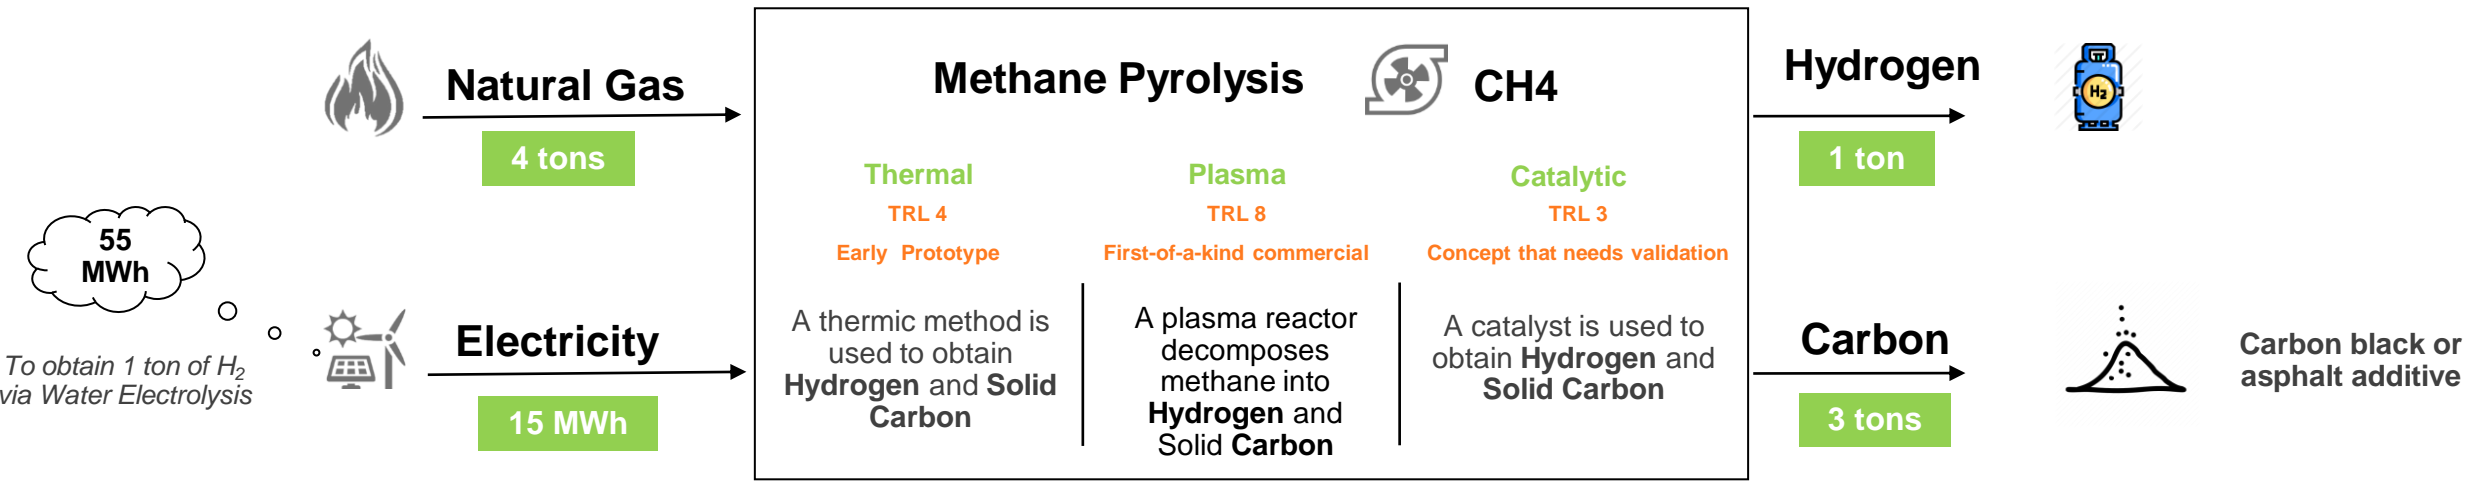 Natural Gas
4 tons
55
MWh
To obtain 1 ton of H₂
via Water Electrolysis
Electricity
15 MWh
Methane Pyrolysis
CH4
Thermal
TRL 4
Early Prototype
A thermic method is
used to obtain
Hydrogen and Solid
Carbon
Plasma
TRL 8
First-of-a-kind commercial
A plasma reactor
decomposes
methane into
Hydrogen and
Solid Carbon
Catalytic
TRL 3
Concept that needs validation
A catalyst is used to
obtain Hydrogen and
Solid Carbon
Hydrogen
1 ton
H₂
Carbon
3 tons
Carbon black or
asphalt additive